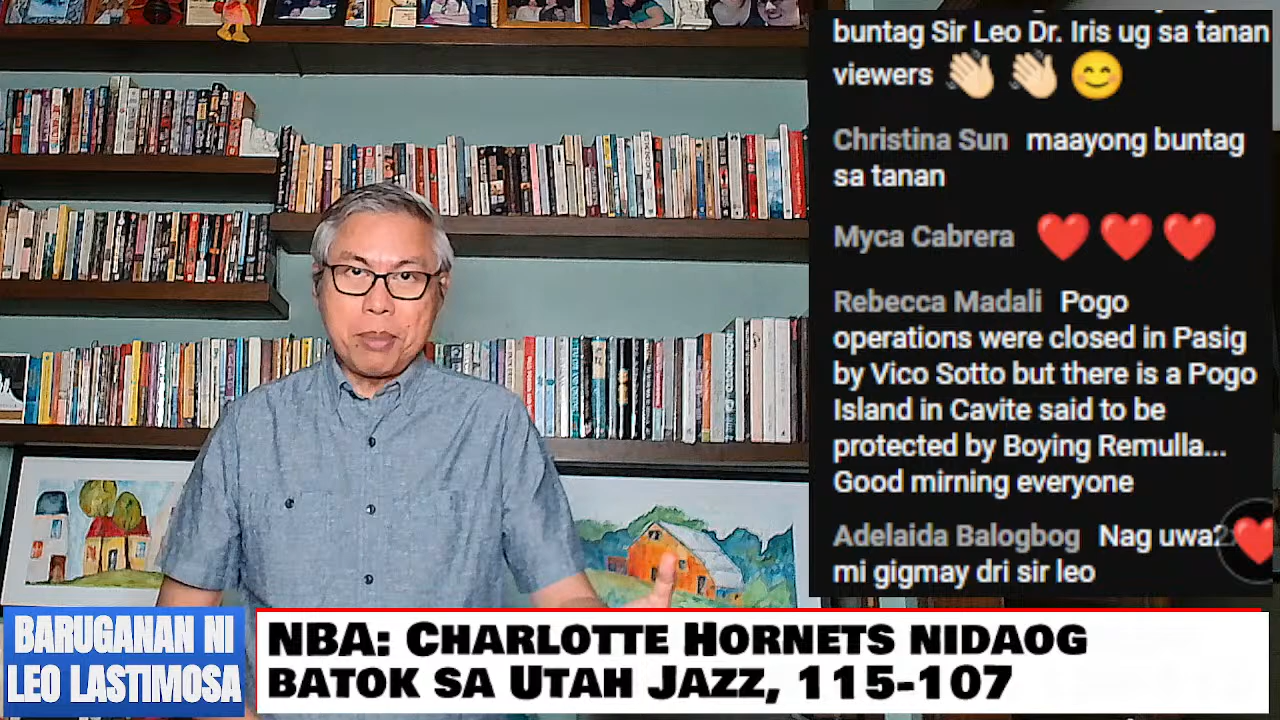 buntag Sir Leo Dr. Iris ug sa tanan
viewers 👋🏻 👋🏻 😊
Christina Sun maayong buntag
sa tanan
Myca Cabrera ❤️ ❤️ ❤️
Rebecca Madali Pogo
operations were closed in Pasig
by Vico Sotto but there is a Pogo
Island in Cavite said to be
protected by Boying Remulla...
Good mirning everyone
Adelaida Balogbog Nag uwa2
mi gigmay dri sir leo
BARUGANAN NI
LEO LASTIMOSA
NBA: CHARLOTTE HORNETS NIDAOG
BATOK SA UTAH JAZZ, 115-107